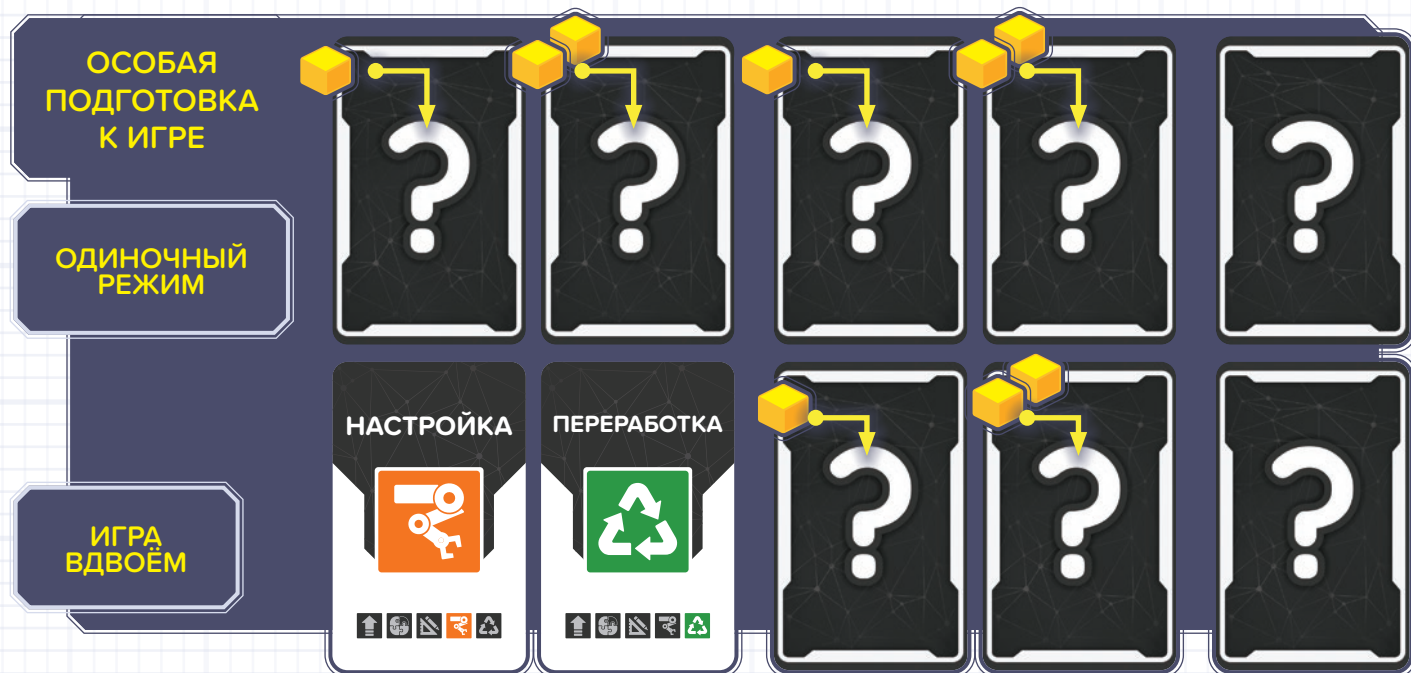 ОСОБАЯ
ПОДГОТОВКА
К ИГРЕ
ОДИНОЧНЫЙ
РЕЖИМ
НАСТРОЙКА
ПЕРЕРАБОТКА
ИГРА
ВДВОЁМ